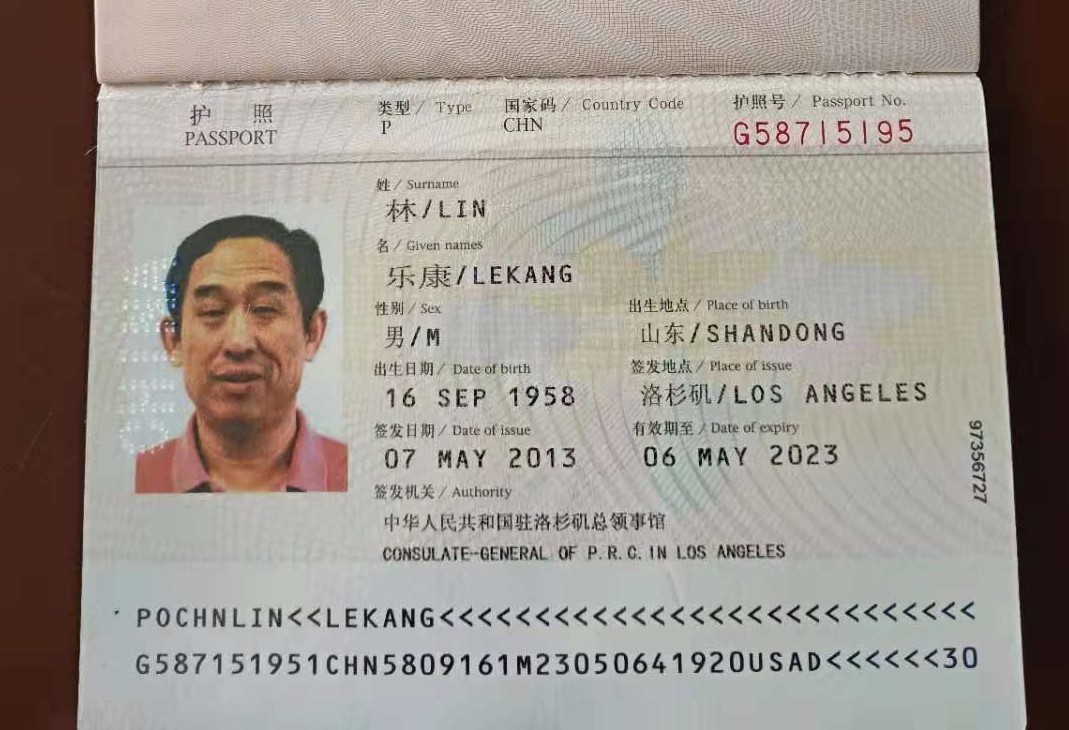 护 照
PASSPORT
类型 / Type
P
国家码 / Country Code
CHN
护照号 / Passport No.
G58715195
姓 / Surname
林/LIN
名 / Given names
乐康/LEKANG
性别 / Sex
男/M
出生地点 / Place of birth
山东/SHANDONG
出生日期 / Date of birth
16 SEP 1958
签发地点 / Place of issue
洛杉矶/LOS ANGELES
签发日期 / Date of issue
07 MAY 2013
有效期至 / Date of expiry
06 MAY 2023
签发机关 / Authority
中华人民共和国驻洛杉矶总领事馆
CONSULATE-GENERAL OF P.R.C. IN LOS ANGELES
97356727
POCHNLIN<<LEKANG<<<<<<<<<<<<<<<<<<<<<<<<<<<<
G587151951CHN5809161M23050641920USAD<<<<<<30